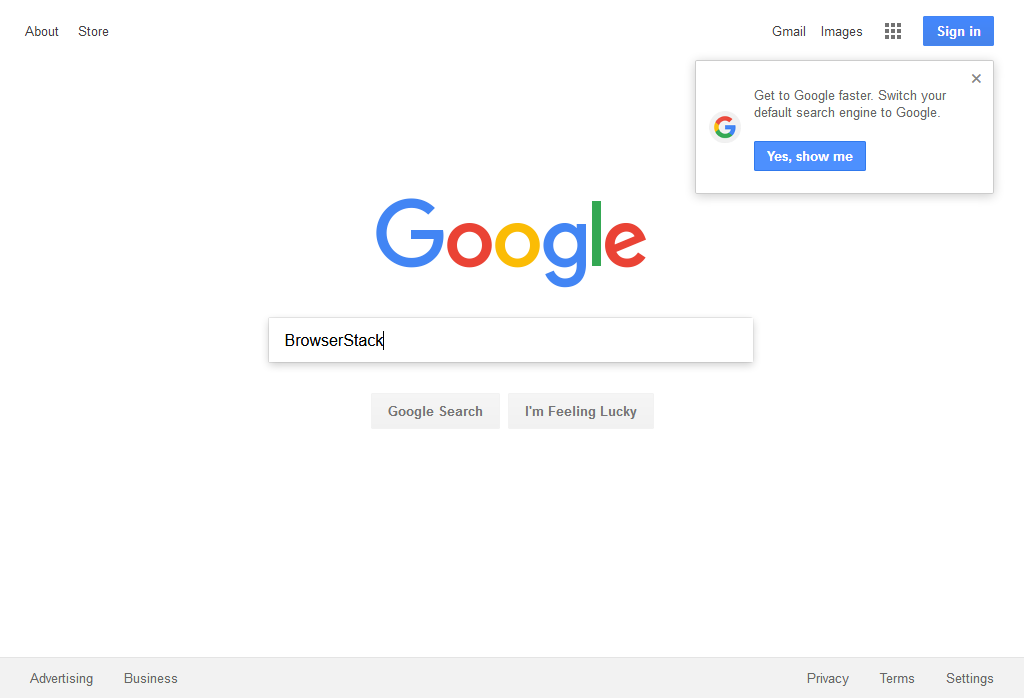 About Store Gmail Images Sign in
Get to Google faster. Switch your
default search engine to Google.
Yes, show me
Google
BrowserStack
Google Search I'm Feeling Lucky
Advertising Business Privacy Terms Settings